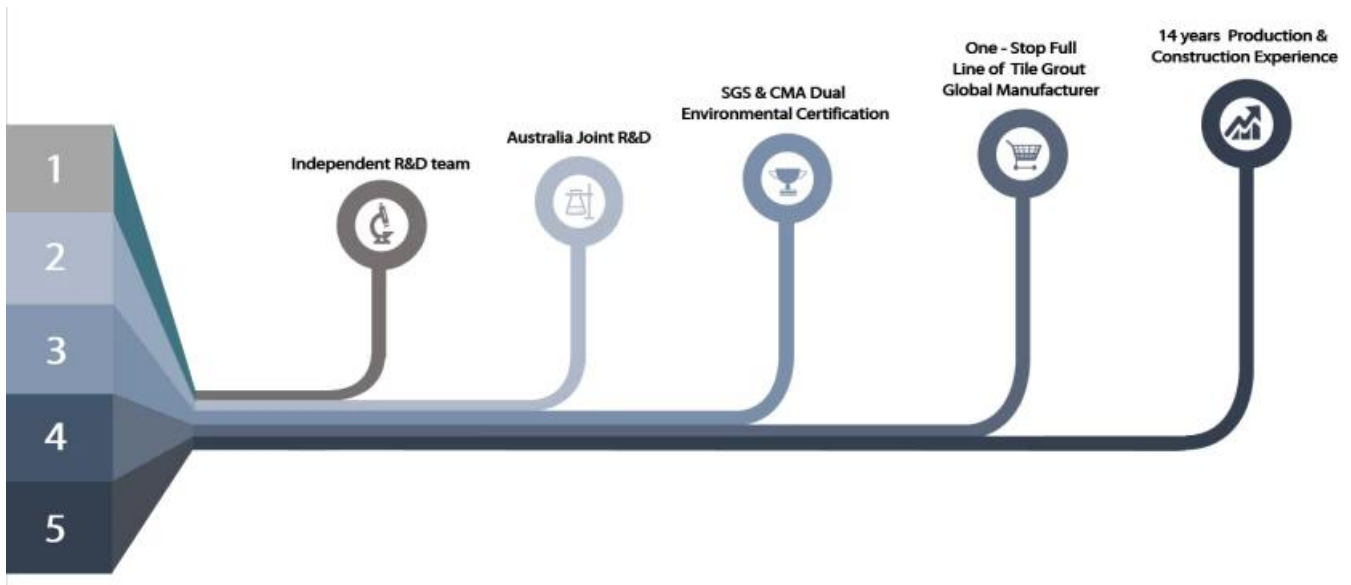 1
2
3
4
5
Independent R&D team
Australia Joint R&D
SGS & CMA Dual
Environmental Certification
One - Stop Full
Line of Tile Grout
Global Manufacturer
14 years Production &
Construction Experience